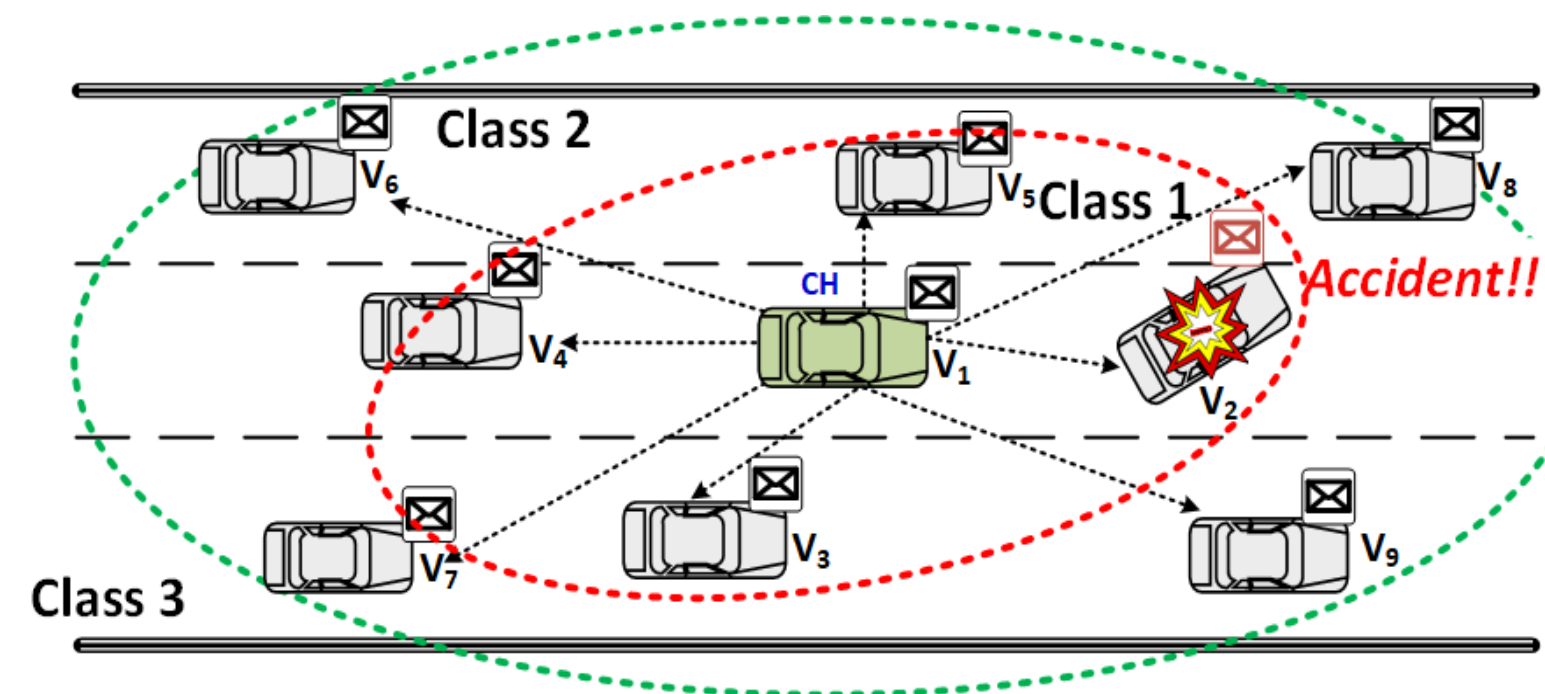 Class 2
V6
V5
Class 1
V8
CH
Accident!!
V4
V1
V2
V3
V9
V7
Class 3